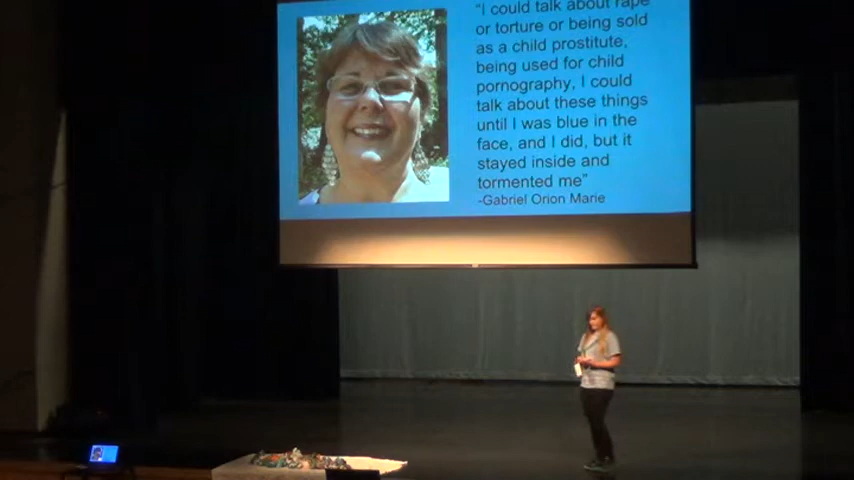 "I could talk about rape
or torture or being sold
as a child prostitute,
being used for child
pornography, I could
talk about these things
until I was blue in the
face, and I did, but it
stayed inside and
tormented me"
-Gabriel Orion Marie